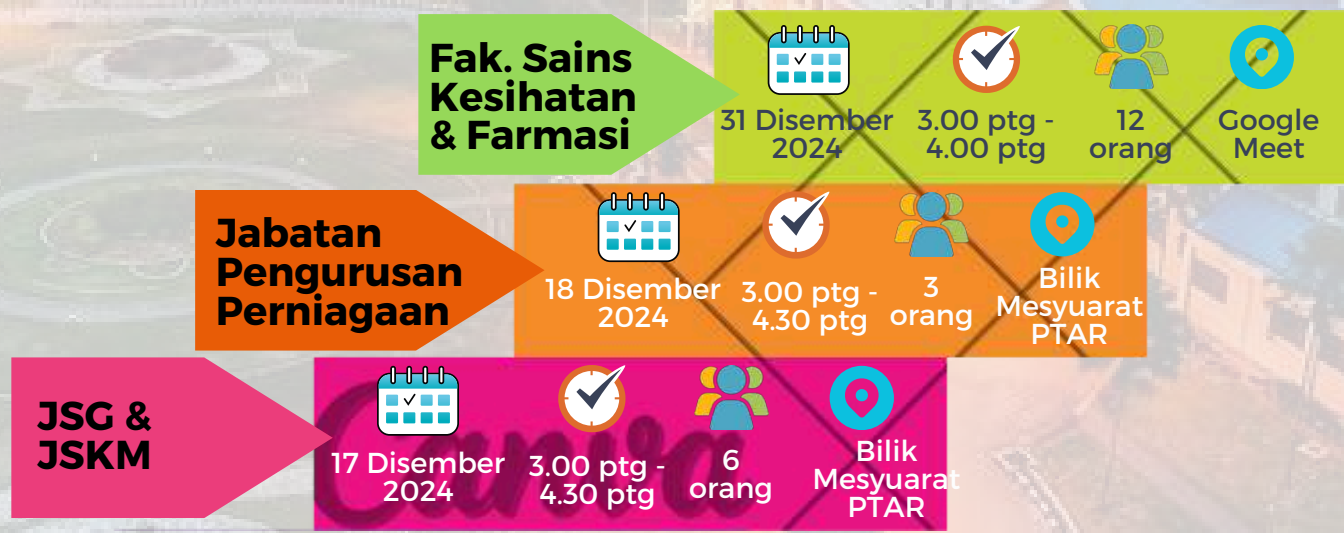 Fak. Sains
Kesihatan
& Farmasi
31 Disember
2024
3.00 ptg -
4.00 ptg
12
orang
Google
Meet
Jabatan
Pengurusan
Perniagaan
18 Disember
2024
3.00 ptg -
4.30 ptg
3
orang
Bilik
Mesyuarat
PTAR
JSG &
JSKM
17 Disember
2024
3.00 ptg -
4.30 ptg
6
orang
Bilik
Mesyuarat
PTAR
Canva